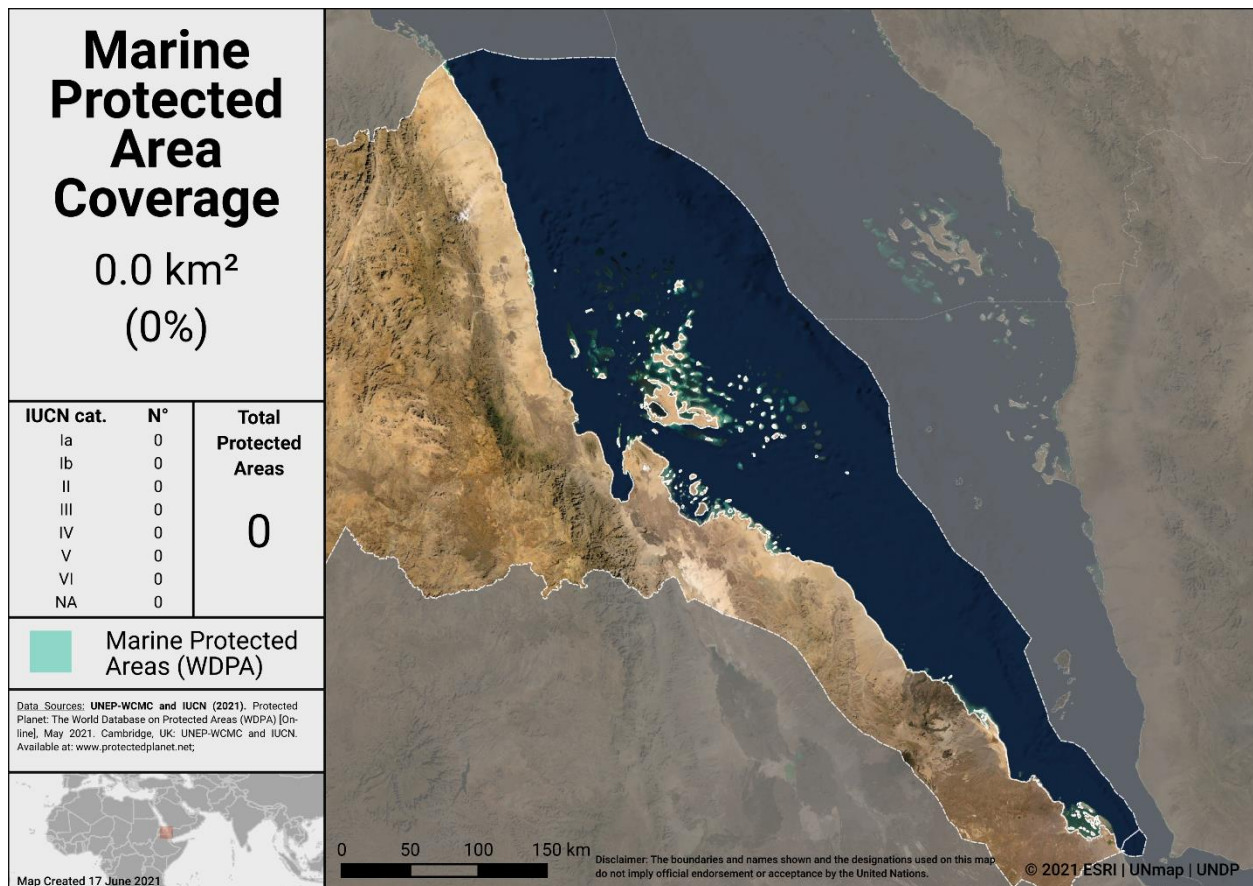 Marine
Protected
Area
Coverage
0.0 km²
(0%)
IUCN cat. N°
Ia 0
Ib 0
II 0
III 0
IV 0
V 0
VI 0
NA 0
Total
Protected
Areas
0
Marine Protected
Areas (WDPA)
Data Sources: UNEP-WCMC and IUCN (2021). Protected
Planet: The World Database on Protected Areas (WDPA) [On-
line], May 2021. Cambridge, UK: UNEP-WCMC and IUCN.
Available at: www.protectedplanet.net;
Map Created 17 June 2021
0 50 100 150 km
Disclaimer: The boundaries and names shown and the designations used on this map
do not imply official endorsement or acceptance by the United Nations.
© 2021 ESRI | UNmap | UNDP